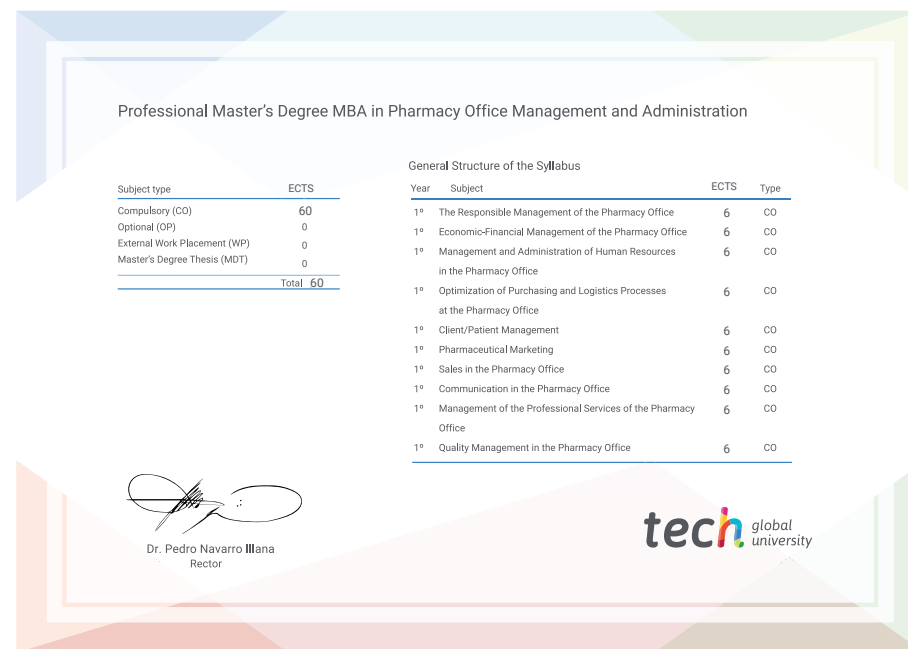 Professional Master's Degree MBA in Pharmacy Office Management and Administration
Subject type ECTS
Compulsory (CO) 60
Optional (OP) 0
External Work Placement (WP) 0
Master's Degree Thesis (MDT) 0
Total 60
General Structure of the Syllabus
Year Subject ECTS Type
1º The Responsible Management of the Pharmacy Office 6 CO
1º Economic-Financial Management of the Pharmacy Office 6 CO
1º Management and Administration of Human Resources 6 CO
in the Pharmacy Office
1º Optimization of Purchasing and Logistics Processes 6 CO
at the Pharmacy Office
1º Client/Patient Management 6 CO
1º Pharmaceutical Marketing 6 CO
1º Sales in the Pharmacy Office 6 CO
1º Communication in the Pharmacy Office 6 CO
1º Management of the Professional Services of the Pharmacy 6 CO
Office
1º Quality Management in the Pharmacy Office 6 CO
Dr. Pedro Navarro Illana
Rector
tech global
university